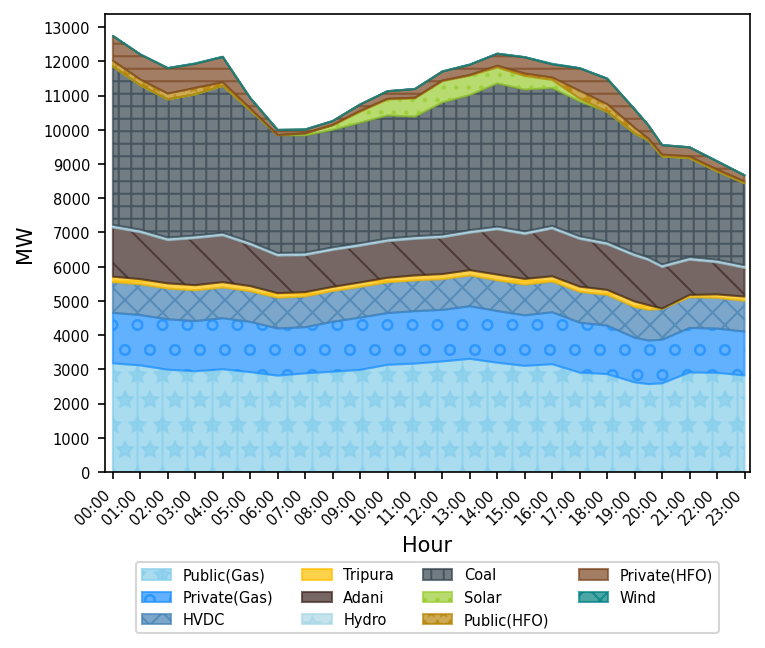 13000
12000
11000
10000
9000
8000
7000
6000
5000
4000
3000
2000
1000
0
MW
00:00 01:00 02:00 03:00 04:00 05:00 06:00 07:00 08:00 09:00 10:00 11:00 12:00 13:00 14:00 15:00 16:00 17:00 18:00 19:00 20:00 21:00 22:00 23:00
Hour
Public(Gas) Tripura Coal Private(HFO)
Private(Gas) Adani Solar Wind
HVDC Hydro Public(HFO)